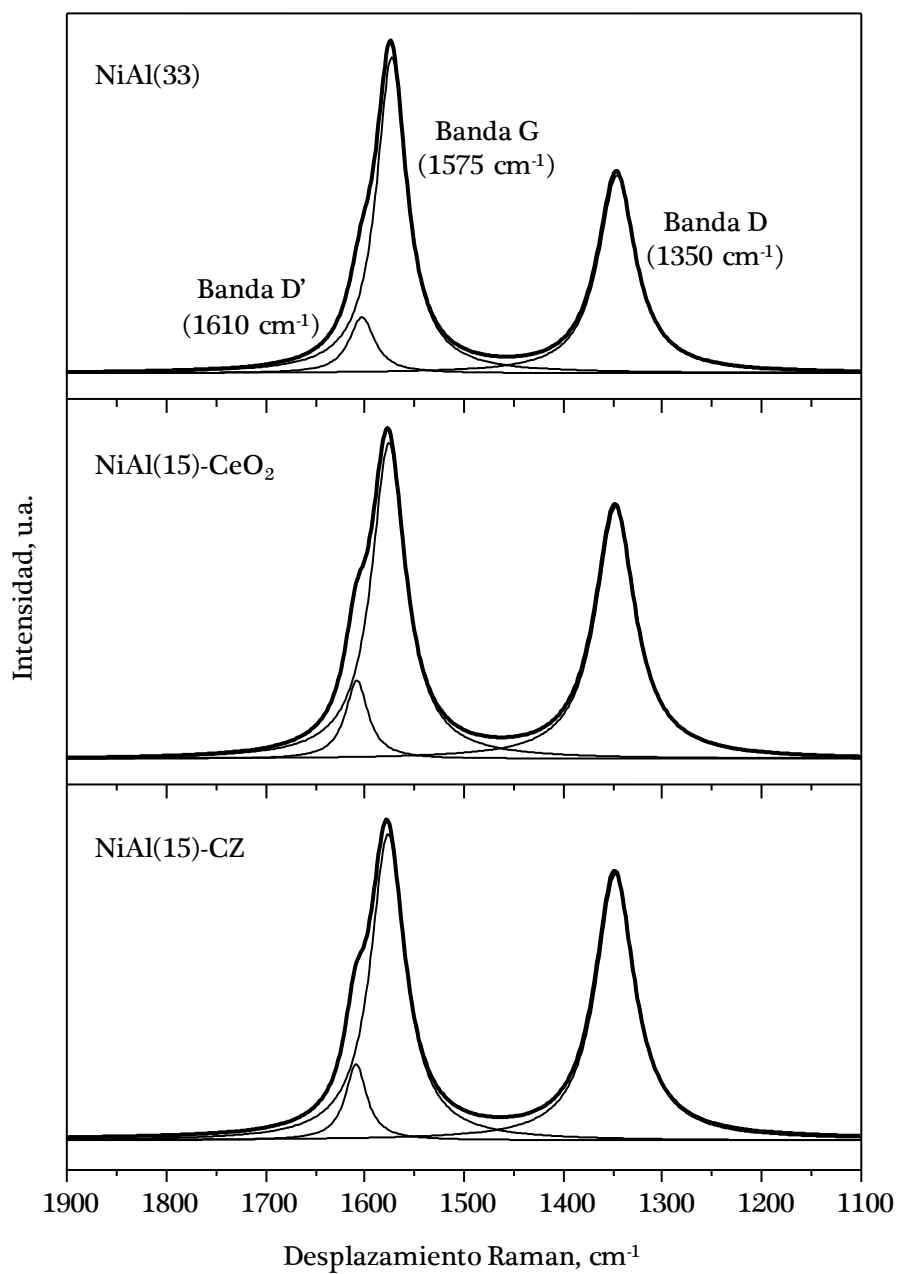 NiAl(33)
Banda G
(1575 cm⁻¹)
Banda D
(1350 cm⁻¹)
Banda D’
(1610 cm⁻¹)
NiAl(15)-CeO₂
Intensidad, u.a.
NiAl(15)-CZ
1900 1800 1700 1600 1500 1400 1300 1200 1100
Desplazamiento Raman, cm⁻¹